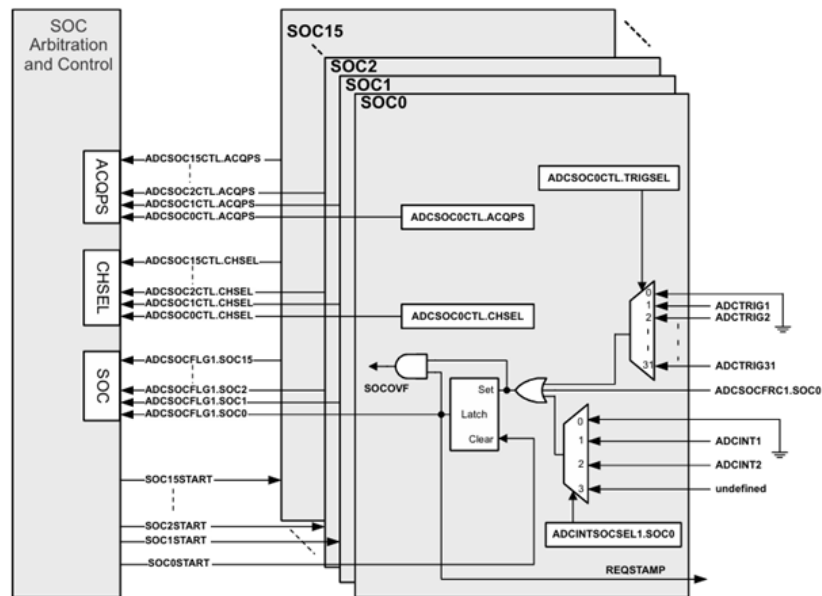 SOC
Arbitration
and Control
SOC15
SOC2
SOC1
SOC0
ACQPS
ADCSOC15CTL.ACQPS
ADCSOC2CTL.ACQPS
ADCSOC1CTL.ACQPS
ADCSOC0CTL.ACQPS
ADCSOC0CTL.ACQPS
ADCSOC0CTL.TRIGSEL
CHSEL
ADCSOC15CTL.CHSEL
ADCSOC2CTL.CHSEL
ADCSOC1CTL.CHSEL
ADCSOC0CTL.CHSEL
ADCSOC0CTL.CHSEL
0
1
2
31
ADCTRIG1
ADCTRIG2
ADCTRIG31
SOC
ADCSOCFLG1.SOC15
ADCSOCFLG1.SOC2
ADCSOCFLG1.SOC1
ADCSOCFLG1.SOC0
SOCOVF
Set
Latch
Clear
ADCSOCFRC1.SOC0
0
1
2
3
ADCINT1
ADCINT2
undefined
ADCINTSOCSEL1.SOC0
SOC15START
SOC2START
SOC1START
SOC0START
REQSTAMP